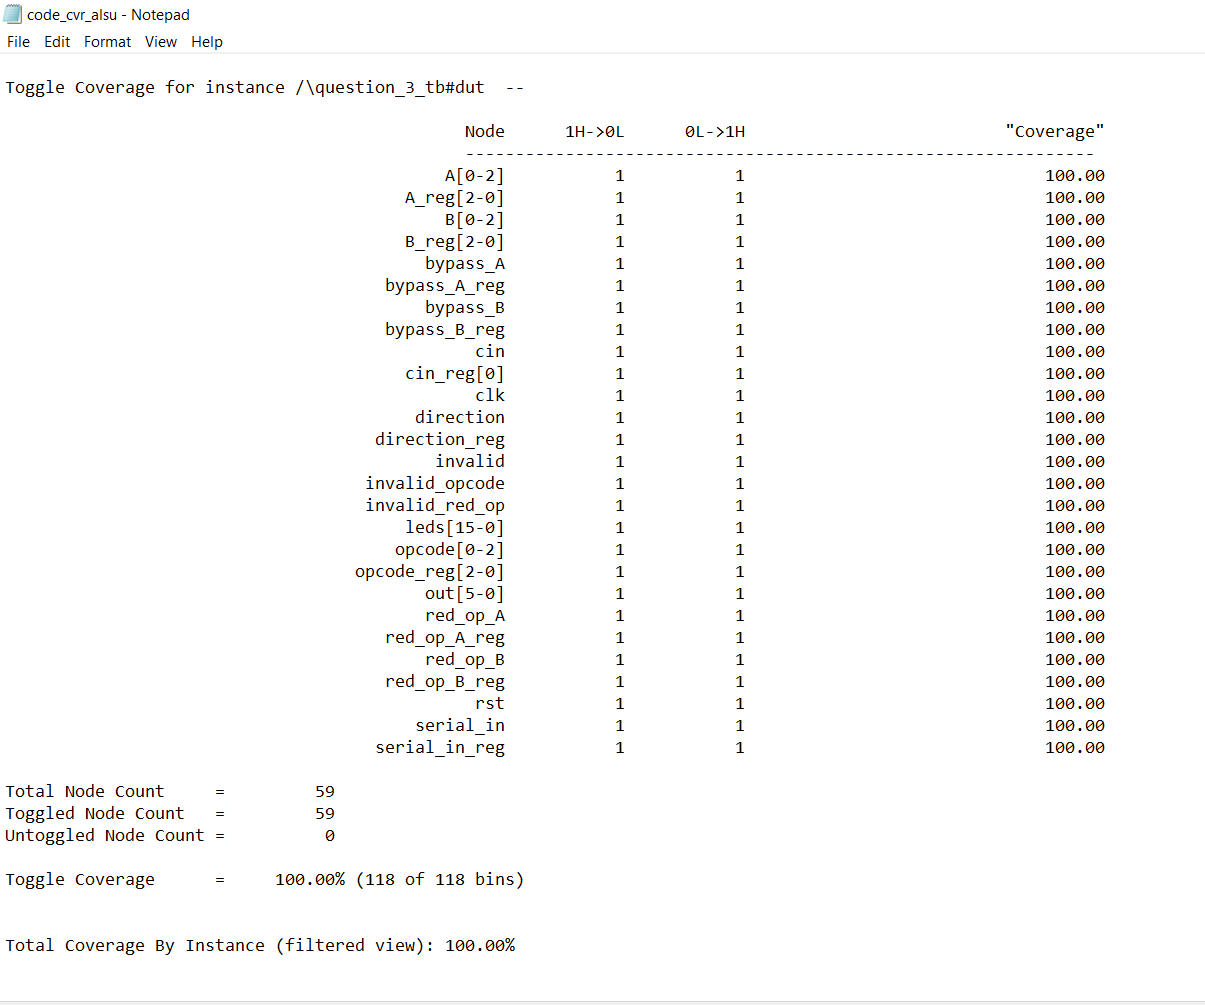 code_cvr_alsu - Notepad
File Edit Format View Help
Toggle Coverage for instance /\question_3_tb#dut --
Node 1H->0L 0L->1H "Coverage"
---------------------------------------------------------------
A[0-2] 1 1 100.00
A_reg[2-0] 1 1 100.00
B[0-2] 1 1 100.00
B_reg[2-0] 1 1 100.00
bypass_A 1 1 100.00
bypass_A_reg 1 1 100.00
bypass_B 1 1 100.00
bypass_B_reg 1 1 100.00
cin 1 1 100.00
cin_reg[0] 1 1 100.00
clk 1 1 100.00
direction 1 1 100.00
direction_reg 1 1 100.00
invalid 1 1 100.00
invalid_opcode 1 1 100.00
invalid_red_op 1 1 100.00
leds[15-0] 1 1 100.00
opcode[0-2] 1 1 100.00
opcode_reg[2-0] 1 1 100.00
out[5-0] 1 1 100.00
red_op_A 1 1 100.00
red_op_A_reg 1 1 100.00
red_op_B 1 1 100.00
red_op_B_reg 1 1 100.00
rst 1 1 100.00
serial_in 1 1 100.00
serial_in_reg 1 1 100.00
Total Node Count = 59
Toggled Node Count = 59
Untoggled Node Count = 0
Toggle Coverage = 100.00% (118 of 118 bins)
Total Coverage By Instance (filtered view): 100.00%